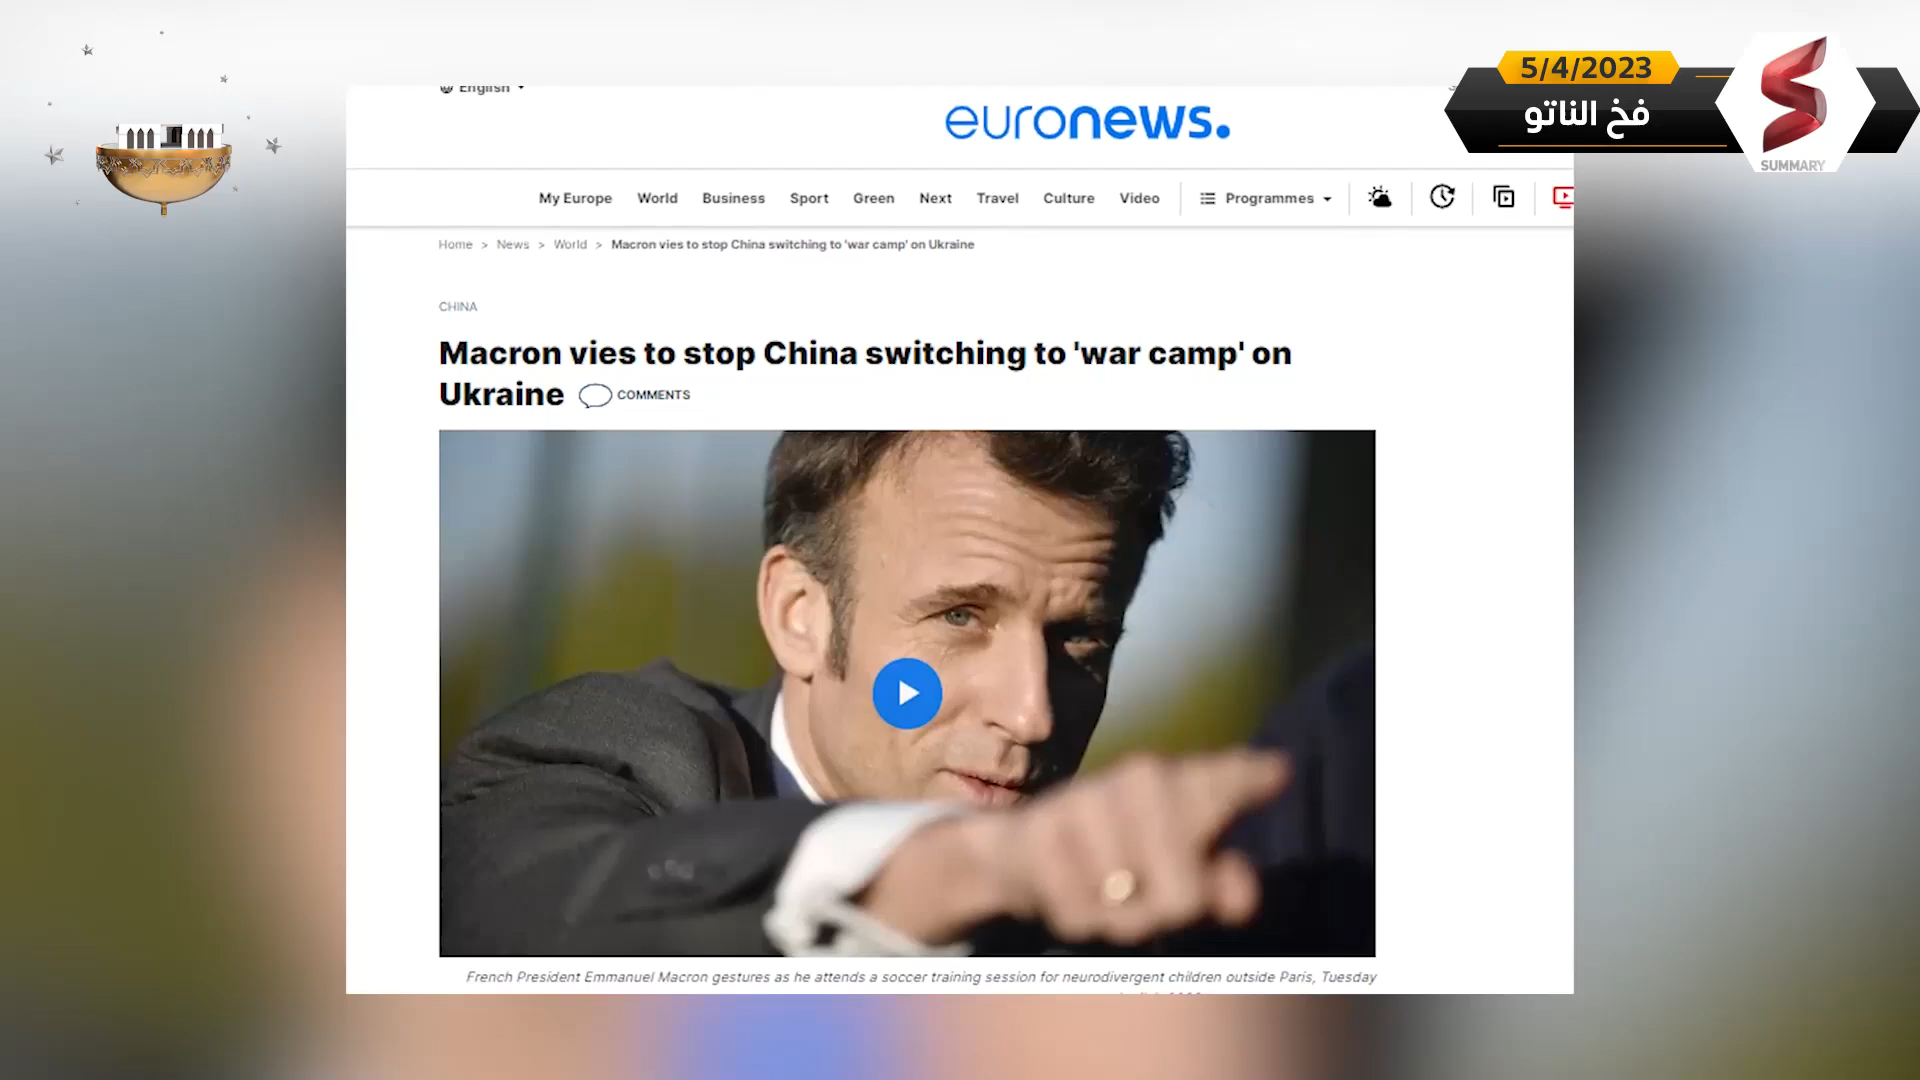 5/4/2023
فخ الناتو
SUMMARY
English
euronews.
My Europe World Business Sport Green Next Travel Culture Video Programmes
Home > News > World > Macron vies to stop China switching to 'war camp' on Ukraine
CHINA
Macron vies to stop China switching to 'war camp' on
Ukraine COMMENTS
French President Emmanuel Macron gestures as he attends a soccer training session for neurodivergent children outside Paris, Tuesday